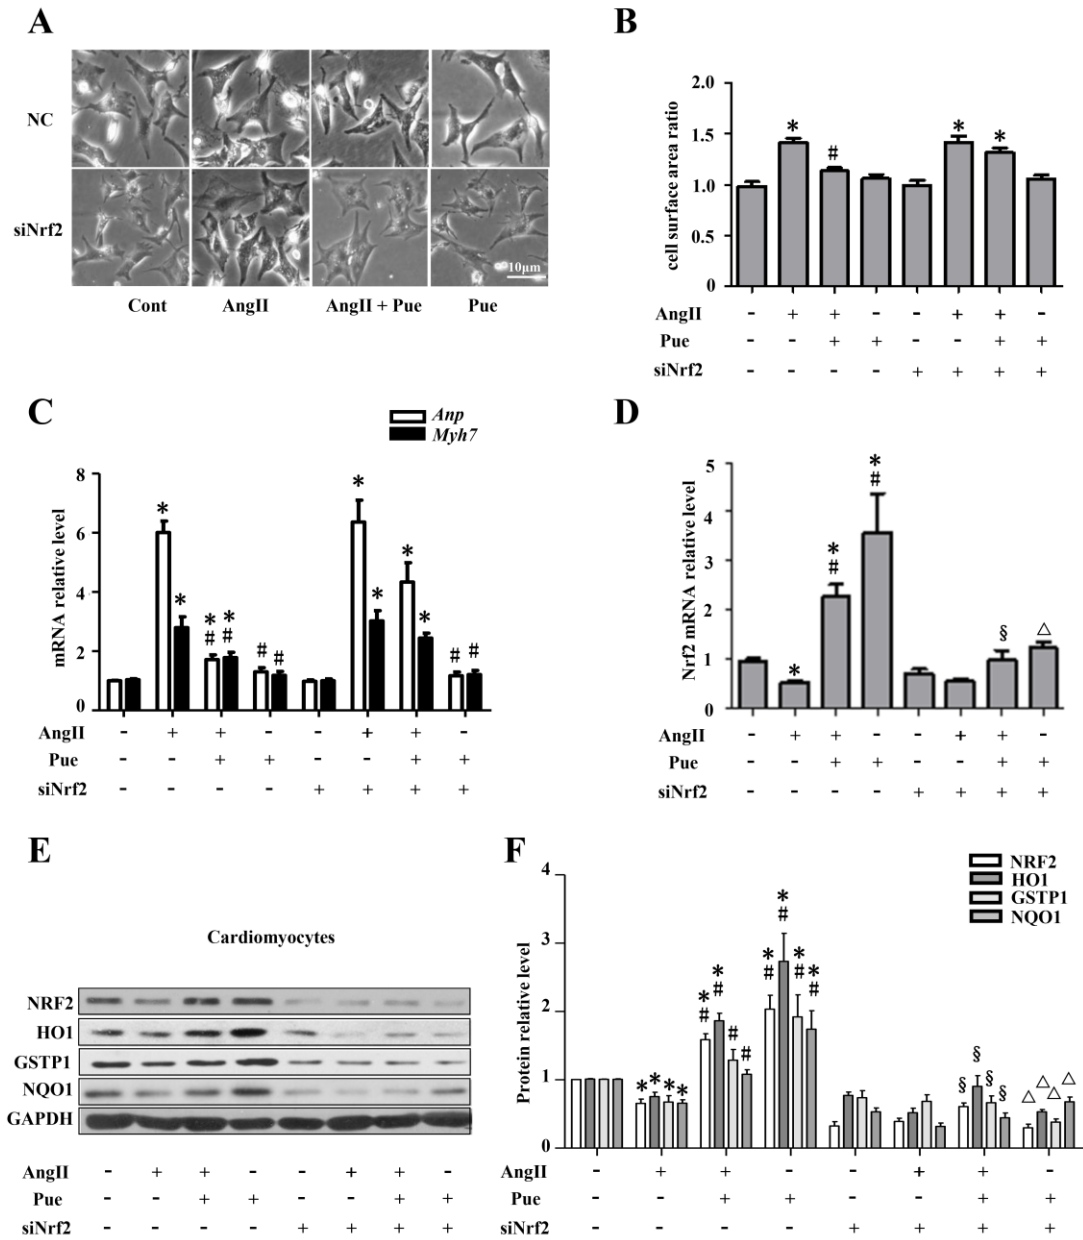 A
NC
siNrf2
10μm
Cont AngII AngII + Pue Pue
B
cell surface area ratio
2.0
1.5
1.0
0.5
0
* # * *
AngII - + + - - + + -
Pue - - + + - - + +
siNrf2 - - - - + + + +
C
Anp
Myh7
mRNA relative level
8
6
4
2
0
* * * * # # # # * * * * # #
AngII - + + - - + + -
Pue - - + + - - + +
siNrf2 - - - - + + + +
D
Nrf2 mRNA relative level
5
4
3
2
1
0
* * # * # § △
AngII - + + - - + + -
Pue - - + + - - + +
siNrf2 - - - - + + + +
E
Cardiomyocytes
NRF2
HO1
GSTP1
NQO1
GAPDH
AngII - + + - - + + -
Pue - - + + - - + +
siNrf2 - - - - + + + +
F
NRF2
HO1
GSTP1
NQO1
Protein relative level
4
3
2
1
0
* * * * * # * # # # * # * # * # * # § § § § △ △ △ △
AngII - + + - - + + -
Pue - - + + - - + +
siNrf2 - - - - + + + +